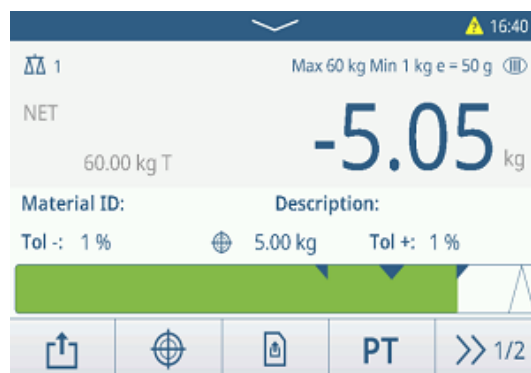 16:40
1 Max 60 kg Min 1 kg e = 50 g III
NET
-5.05 kg
60.00 kg T
Material ID: Description:
Tol -: 1 % 5.00 kg Tol +: 1 %
PT 1/2